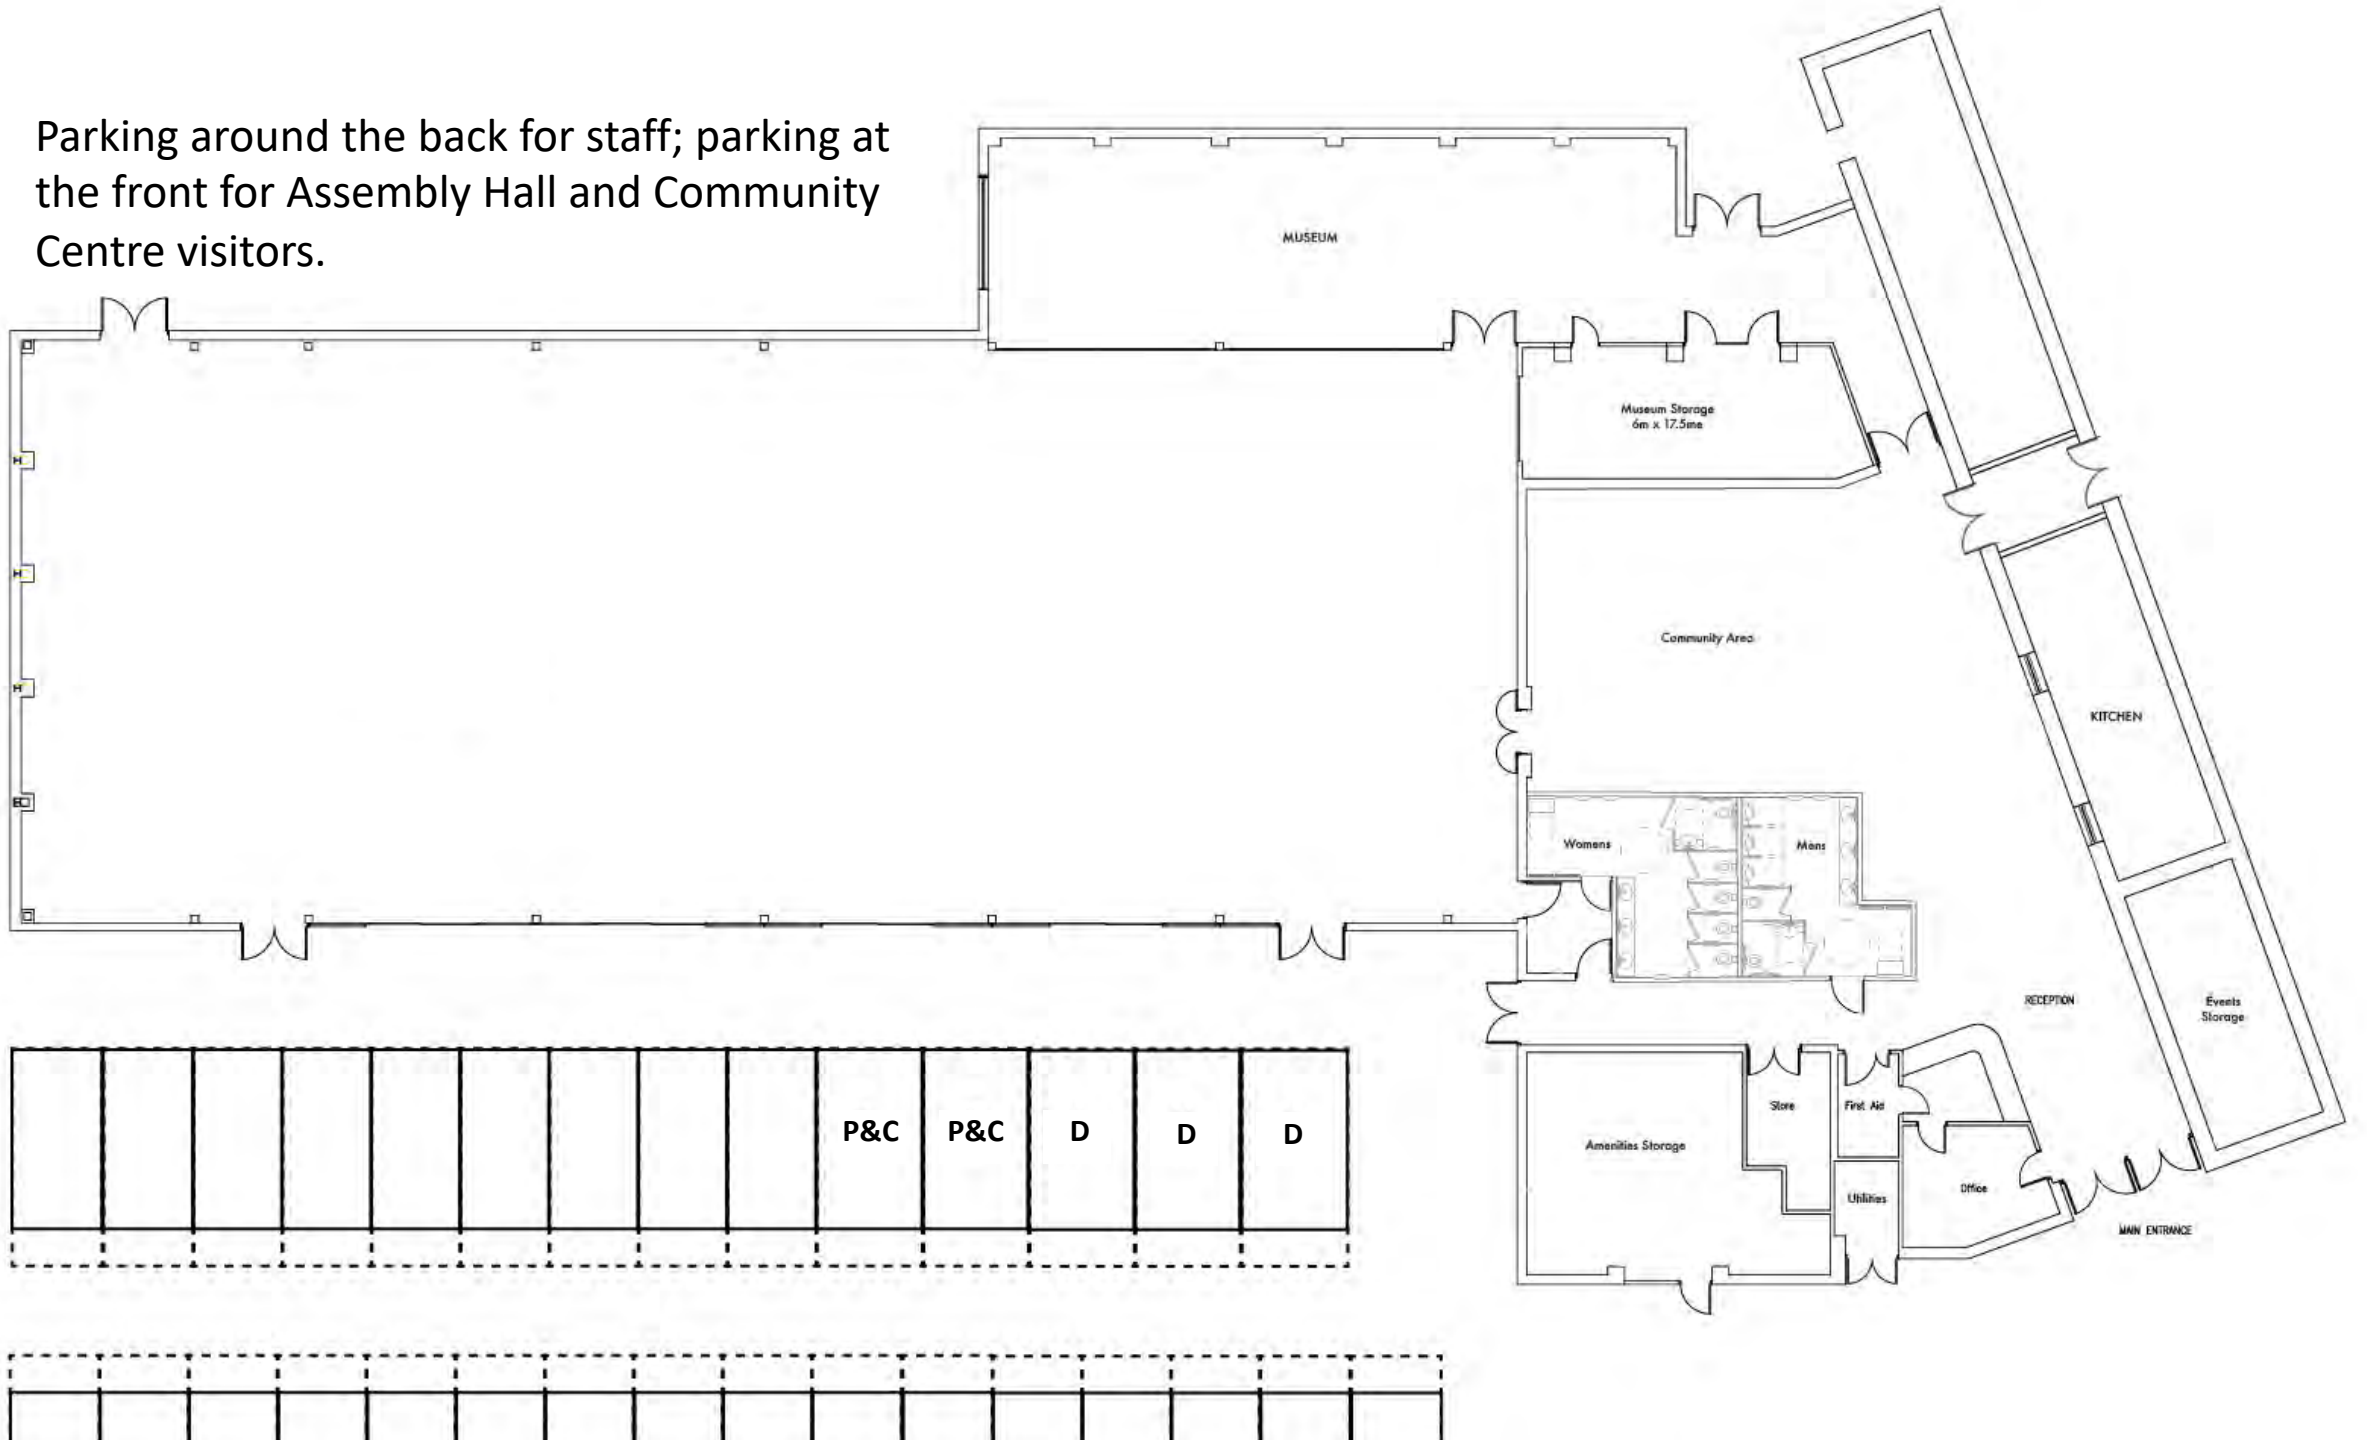 Parking around the back for staff; parking at
the front for Assembly Hall and Community
Centre visitors.
MUSEUM
Museum Storage
6m x 17.5me
Community Area
KITCHEN
Womens
Mens
RECEPTION
Events
Storage
P&C
P&C
D
D
D
Store
First Aid
Amenities Storage
Office
Utilities
MAIN ENTRANCE